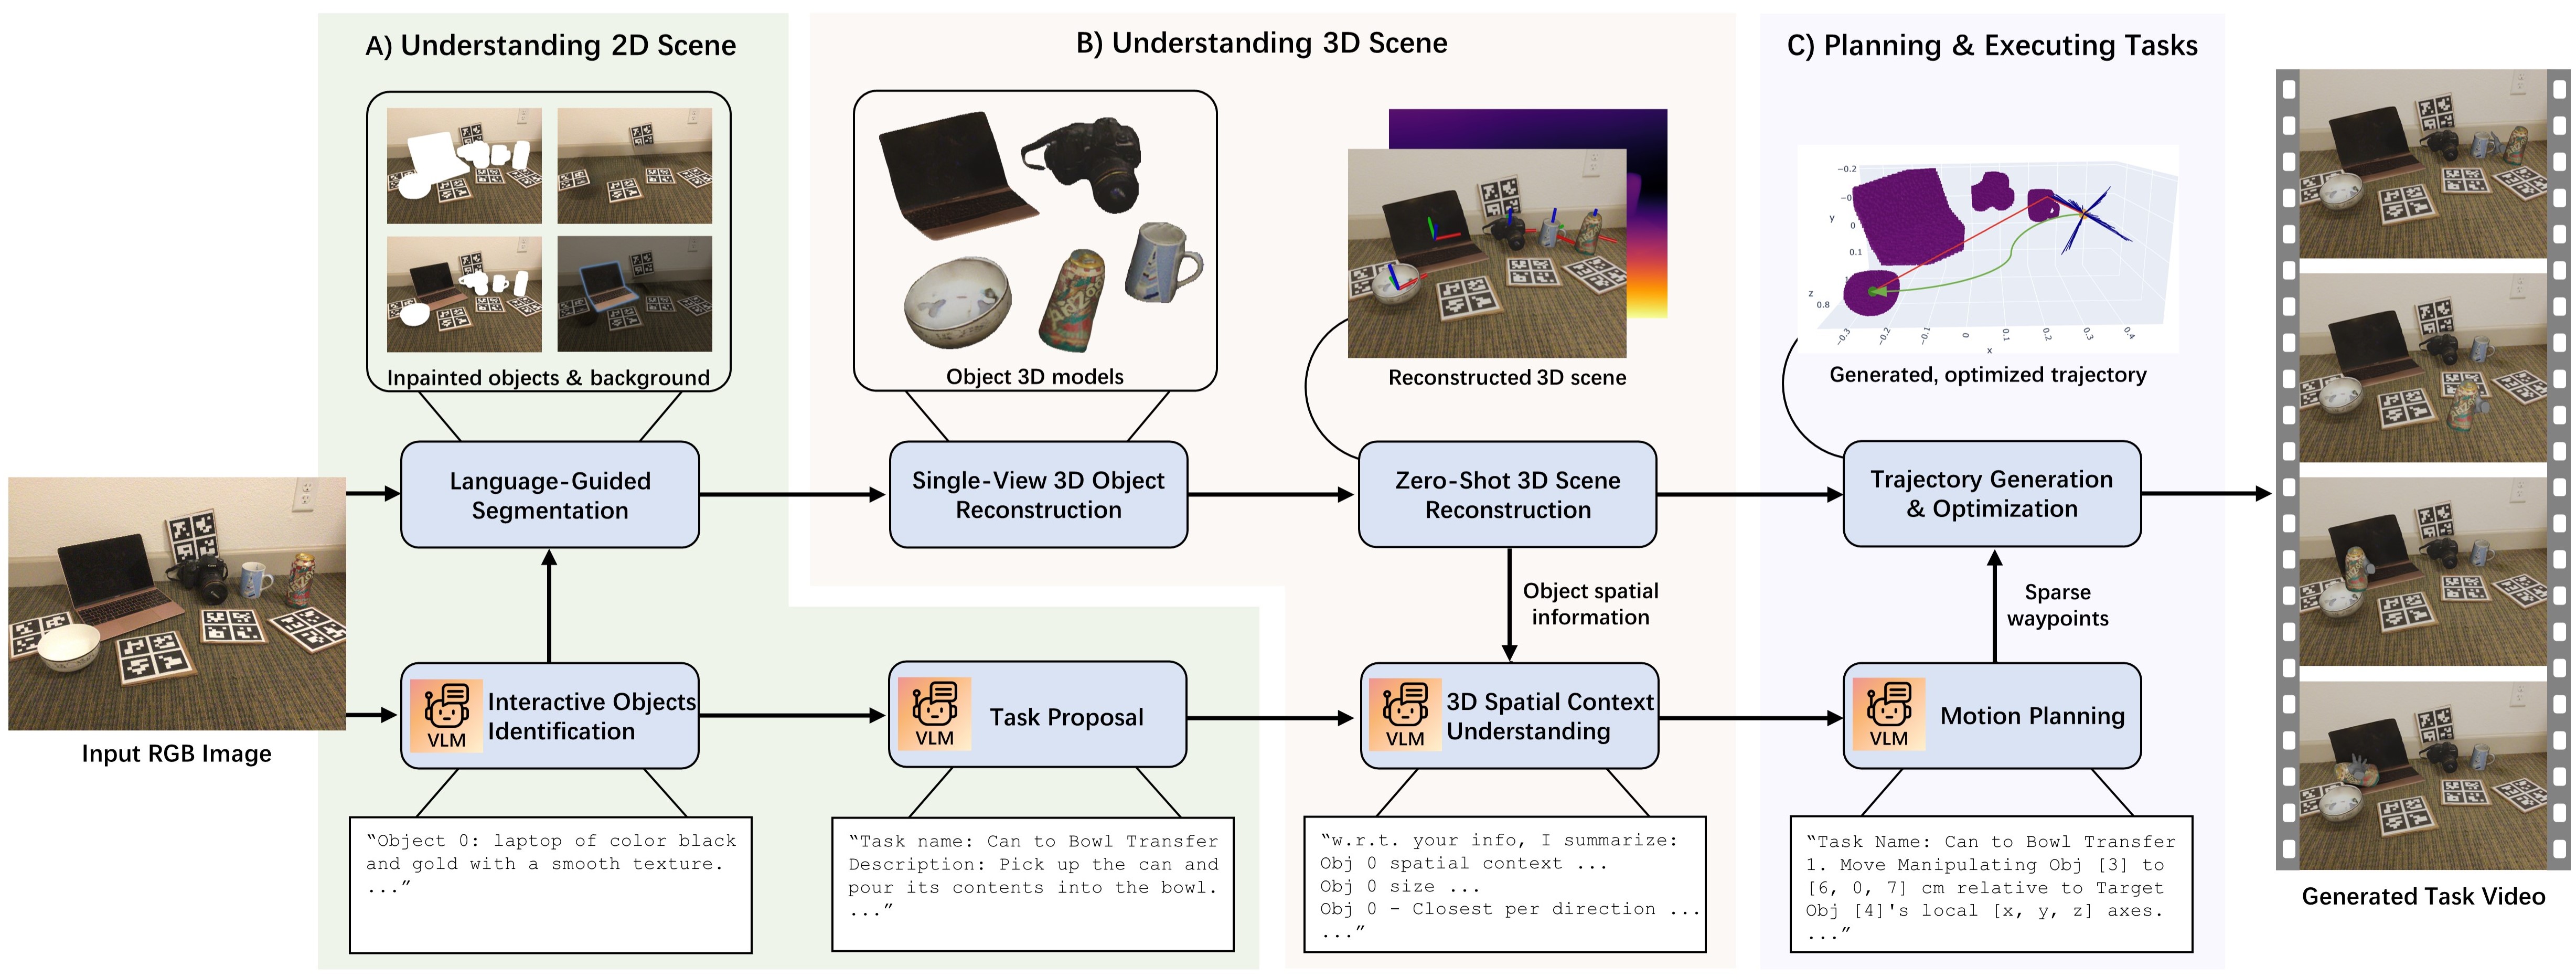 A) Understanding 2D Scene
Inpainted objects & background
Language-Guided
Segmentation
Input RGB Image
VLM
Interactive Objects
Identification
“Object 0: laptop of color black
and gold with a smooth texture.
...”
VLM
Task Proposal
“Task name: Can to Bowl Transfer
Description: Pick up the can and
pour its contents into the bowl.
...”
B) Understanding 3D Scene
Object 3D models
Single-View 3D Object
Reconstruction
Reconstructed 3D scene
Zero-Shot 3D Scene
Reconstruction
Object spatial
information
VLM
3D Spatial Context
Understanding
“w.r.t. your info, I summarize:
Obj 0 spatial context ...
Obj 0 size ...
Obj 0 - Closest per direction ...
...”
C) Planning & Executing Tasks
−0.2
y
0
0.1
z
0.8
−0.3
−0.2
−0.1
0
0.1
0.2
0.3
0.4
x
Generated, optimized trajectory
Trajectory Generation
& Optimization
Sparse
waypoints
VLM
Motion Planning
“Task Name: Can to Bowl Transfer
1. Move Manipulating Obj [3] to
[6, 0, 7] cm relative to Target
Obj [4]'s local [x, y, z] axes.
...”
Generated Task Video